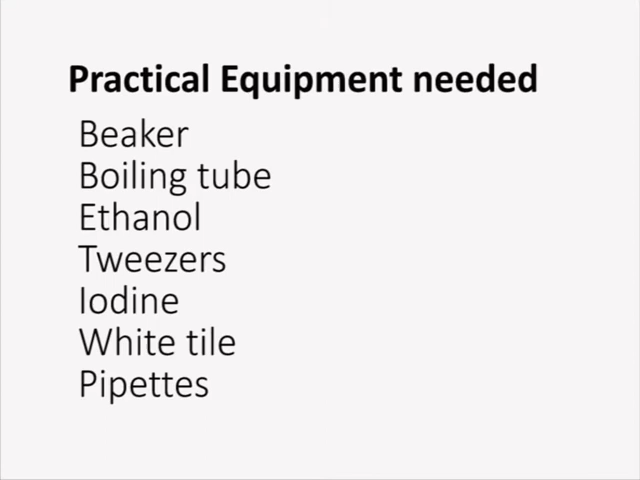 Practical Equipment needed
Beaker
Boiling tube
Ethanol
Tweezers
Iodine
White tile
Pipettes